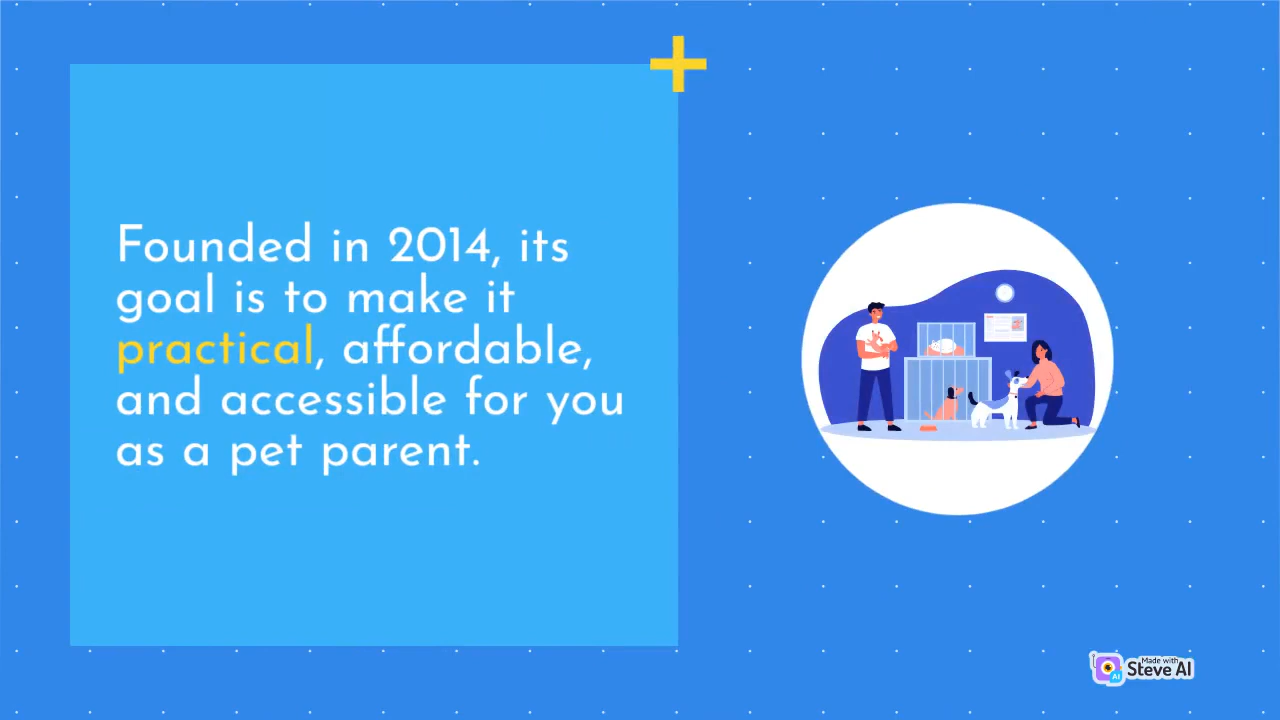 Founded in 2014, its
goal is to make it
practical, affordable,
and accessible for you
as a pet parent.
Made with
Steve AI
AI